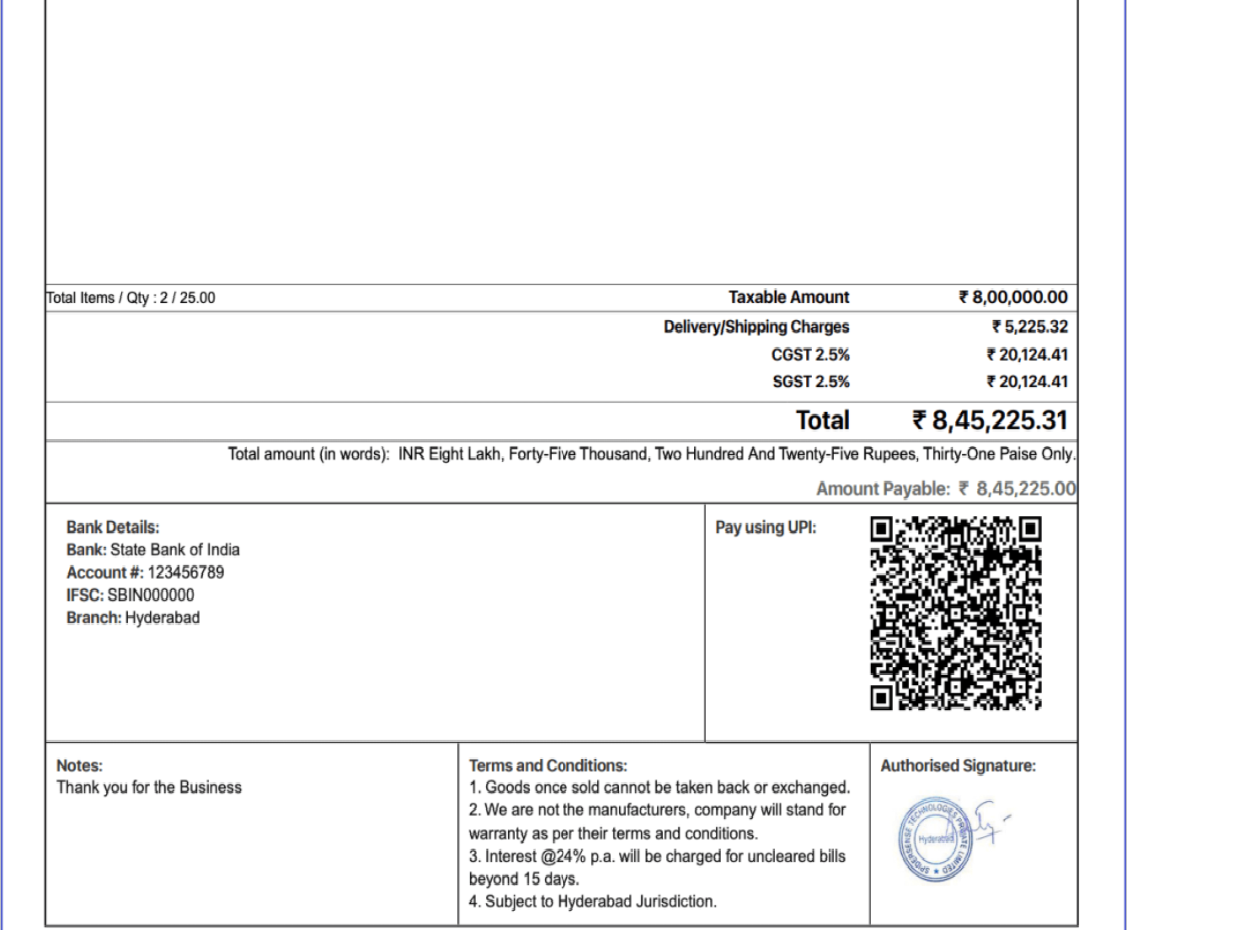 Total Items / Qty : 2 / 25.00 Taxable Amount ₹ 8,00,000.00
Delivery/Shipping Charges ₹ 5,225.32
CGST 2.5% ₹ 20,124.41
SGST 2.5% ₹ 20,124.41
Total ₹ 8,45,225.31
Total amount (in words): INR Eight Lakh, Forty-Five Thousand, Two Hundred And Twenty-Five Rupees, Thirty-One Paise Only.
Amount Payable: ₹ 8,45,225.00
Bank Details:
Bank: State Bank of India
Account #: 123456789
IFSC: SBIN000000
Branch: Hyderabad
Pay using UPI:
Notes:
Thank you for the Business
Terms and Conditions:
1. Goods once sold cannot be taken back or exchanged.
2. We are not the manufacturers, company will stand for
warranty as per their terms and conditions.
3. Interest @24% p.a. will be charged for uncleared bills
beyond 15 days.
4. Subject to Hyderabad Jurisdiction.
Authorised Signature:
SPIDERSENSE TECHNOLOGIES PRIVATE LIMITED
Hyderabad